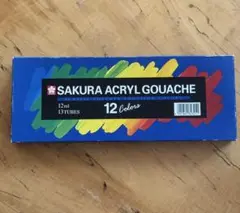 SAKURA ACRYL GOUACHE
12 Colors
12ml
13 TUBES